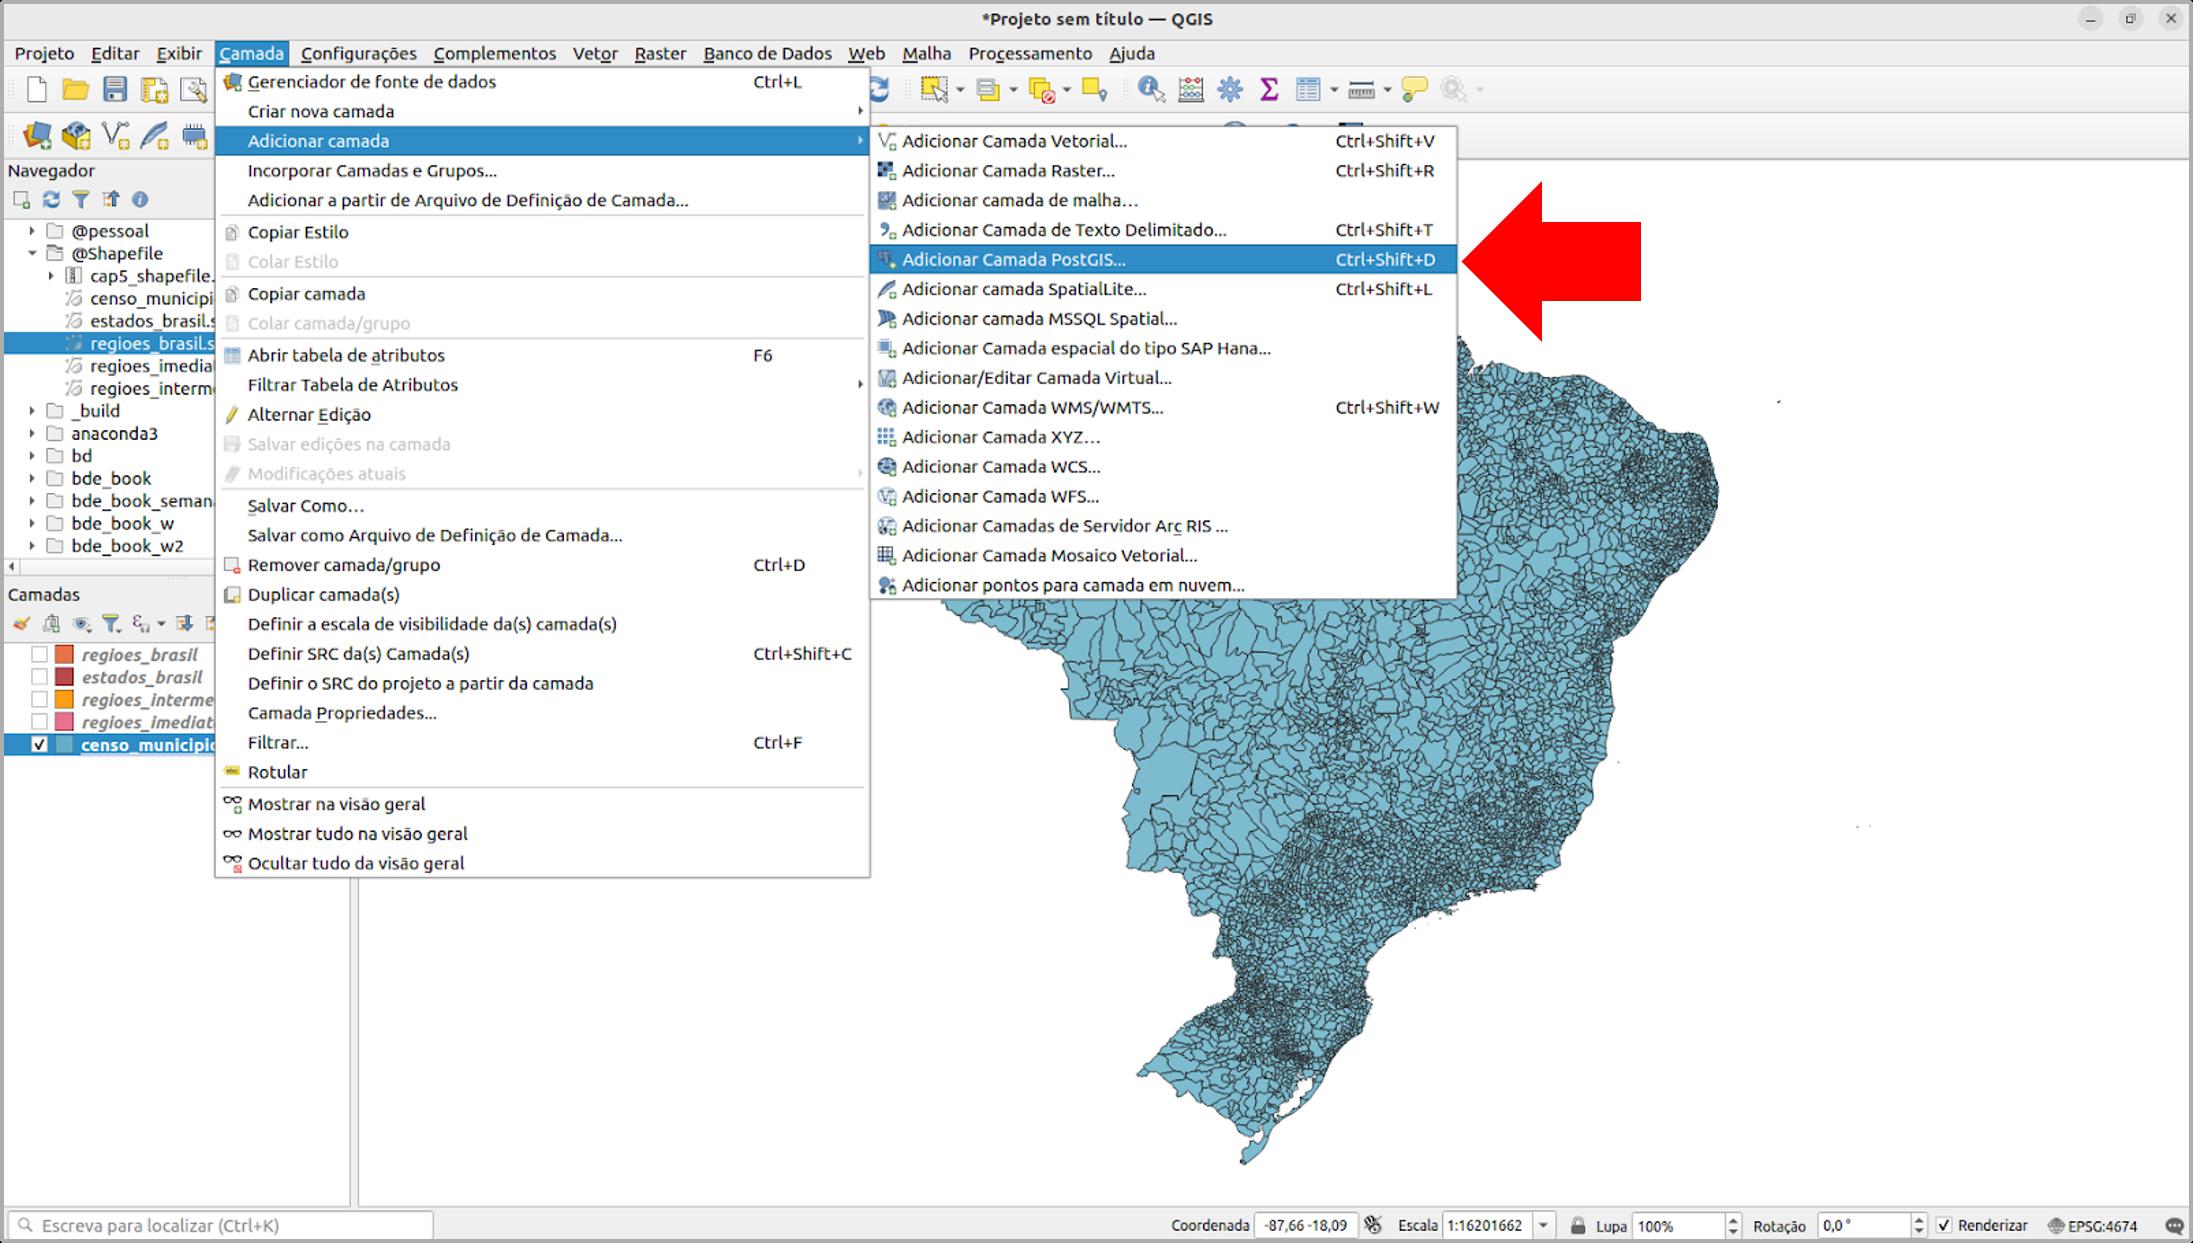 *Projeto sem título — QGIS
Projeto Editar Exibir Camada Configurações Complementos Vetor Raster Banco de Dados Web Malha Processamento Ajuda
Gerenciador de fonte de dados Ctrl+L
Criar nova camada
Adicionar camada
Incorporar Camadas e Grupos...
Adicionar a partir de Arquivo de Definição de Camada...
Copiar Estilo
Colar Estilo
Copiar camada
Colar camada/grupo
Abrir tabela de atributos F6
Filtrar Tabela de Atributos
Alternar Edição
Salvar edições na camada
Modificações atuais
Salvar Como...
Salvar como Arquivo de Definição de Camada...
Remover camada/grupo Ctrl+D
Duplicar camada(s)
Definir a escala de visibilidade da(s) camada(s)
Definir SRC da(s) Camada(s) Ctrl+Shift+C
Definir o SRC do projeto a partir da camada
Camada Propriedades...
Filtrar... Ctrl+F
Rotular
Mostrar na visão geral
Mostrar tudo na visão geral
Ocultar tudo da visão geral
Adicionar Camada Vetorial... Ctrl+Shift+V
Adicionar Camada Raster... Ctrl+Shift+R
Adicionar camada de malha...
Adicionar Camada de Texto Delimitado... Ctrl+Shift+T
Adicionar Camada PostGIS... Ctrl+Shift+D
Adicionar camada SpatialLite... Ctrl+Shift+L
Adicionar camada MSSQL Spatial...
Adicionar Camada espacial do tipo SAP Hana...
Adicionar/Editar Camada Virtual...
Adicionar Camada WMS/WMTS... Ctrl+Shift+W
Adicionar Camada XYZ...
Adicionar Camada WCS...
Adicionar Camada WFS...
Adicionar Camadas de Servidor Arc RIS ...
Adicionar Camada Mosaico Vetorial...
Adicionar pontos para camada em nuvem...
Navegador
@pessoal
@Shapefile
cap5_shapefile.
censo_municipi
estados_brasil.s
regioes_brasil.s
regioes_imedia
regioes_interm
_build
anaconda3
bd
bde_book
bde_book_seman
bde_book_w
bde_book_w2
Camadas
regioes_brasil
estados_brasil
regioes_interme
regioes_imediat
censo_municipio
Escreva para localizar (Ctrl+K)
Coordenada -87,66 -18,09 Escala 1:16201662 Lupa 100% Rotação 0,0 ° Renderizar EPSG:4674